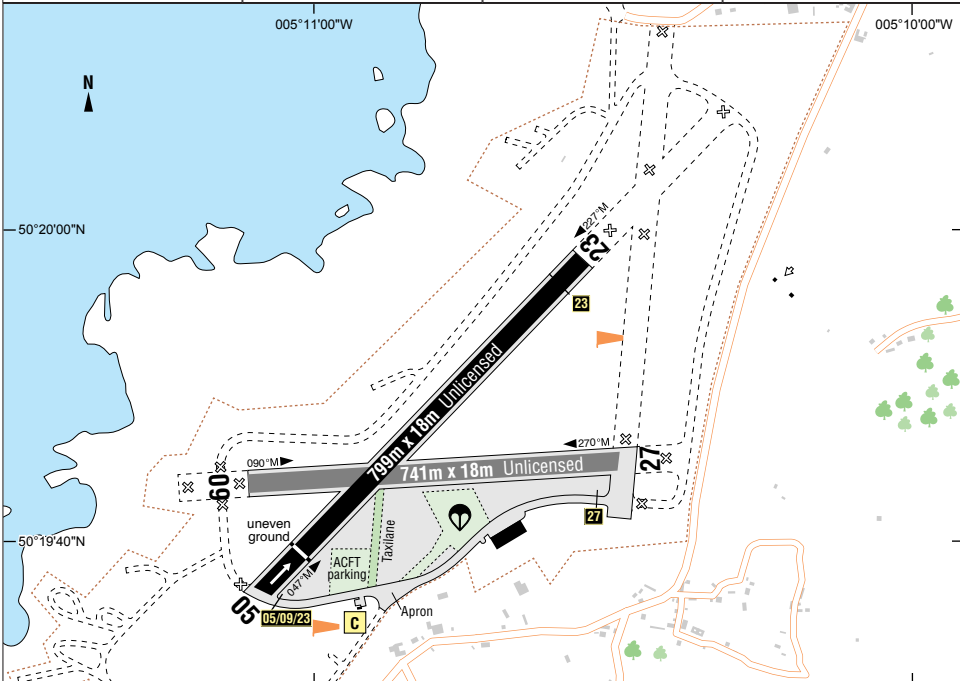 005°11'00"W
005°10'00"W
N
50°20'00"N
227°M
23
23
799m x 18m Unlicensed
270°M
090°M
741m x 18m Unlicensed
09
27
27
uneven
ground
50°19'40"N
Taxilane
ACFT
parking
047°M
05
05/09/23
C
Apron